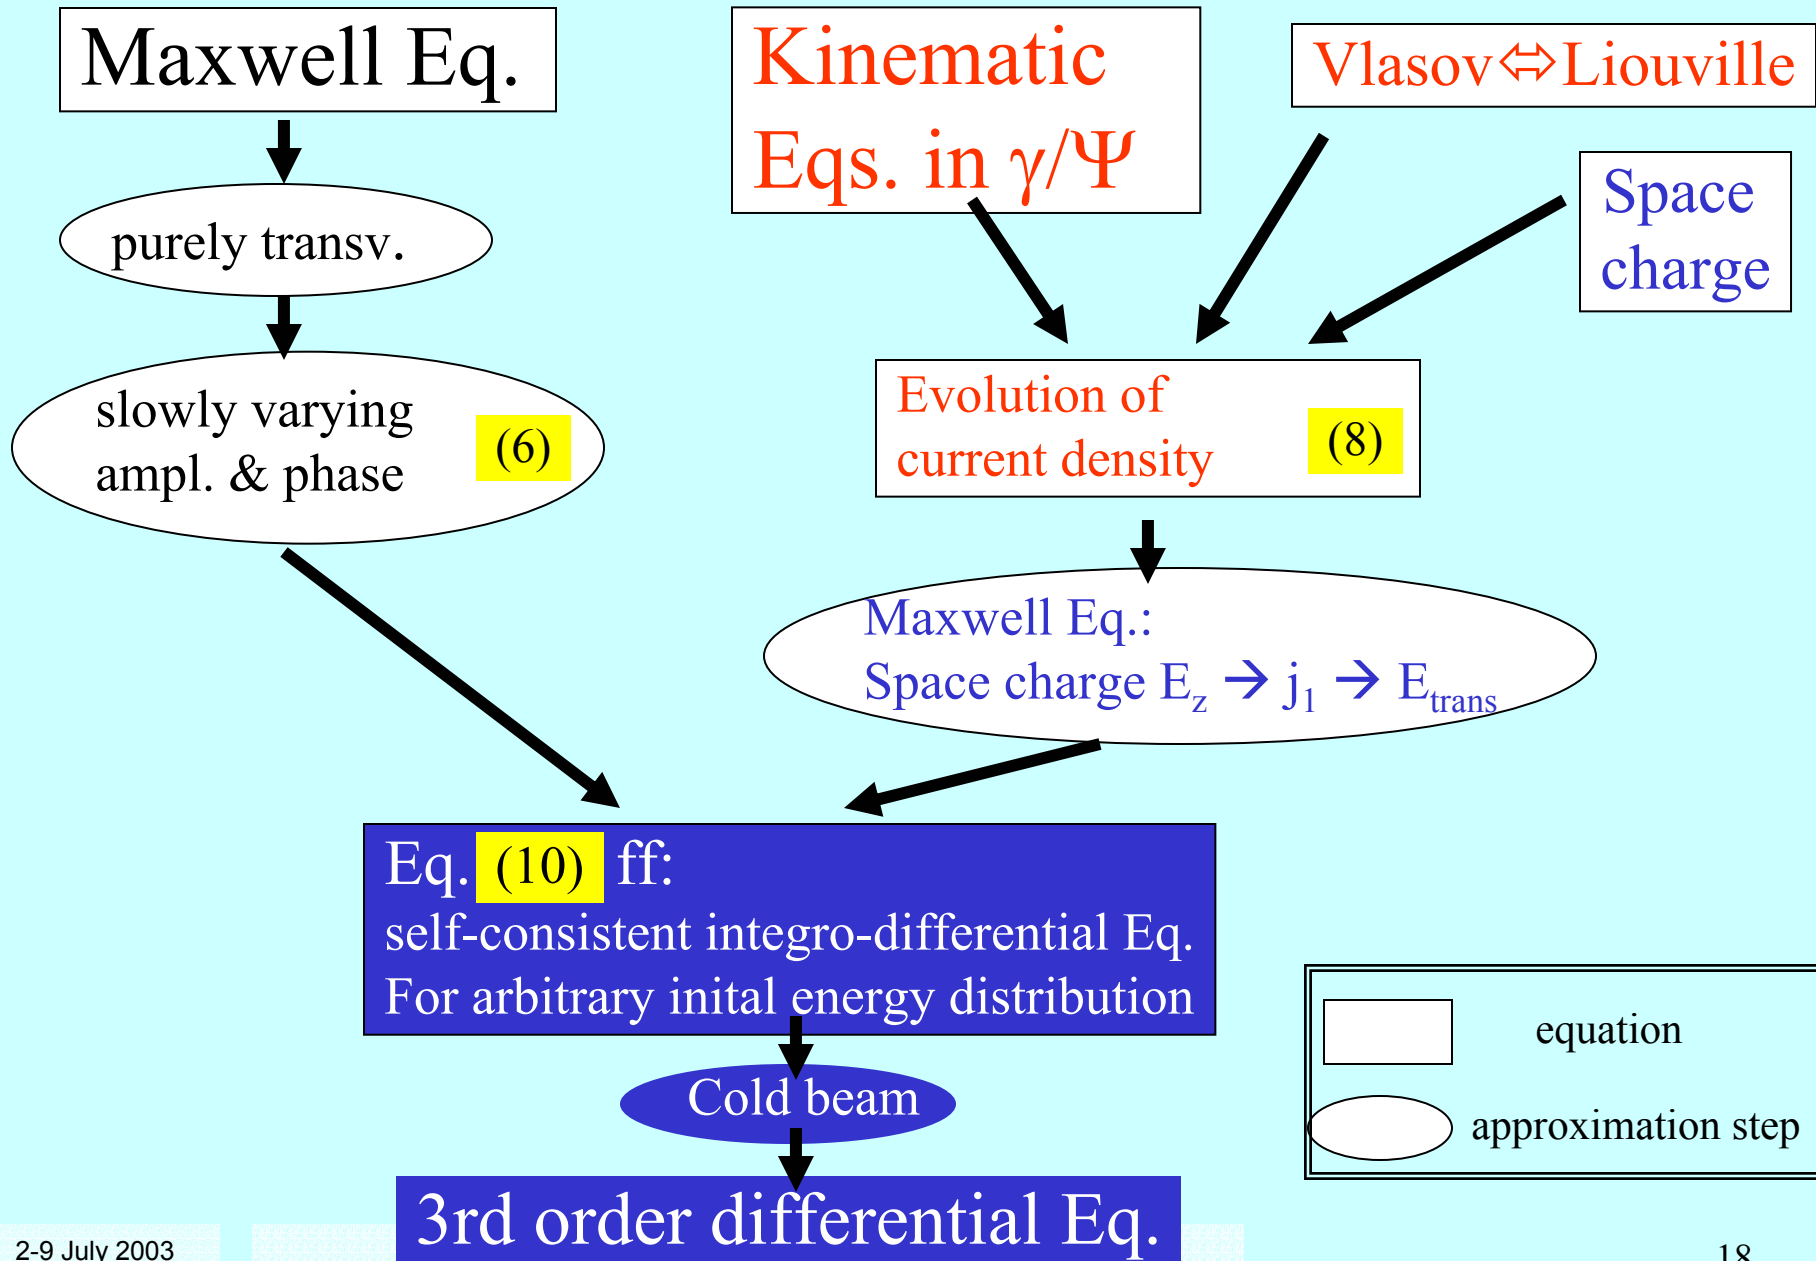 Maxwell Eq.
purely transv.
slowly varying
ampl. & phase
(6)
Kinematic
Eqs. in γ/Ψ
Vlasov⇔Liouville
Space
charge
Evolution of
current density
(8)
Maxwell Eq.:
Space charge E_z → j_1 → E_trans
Eq. (10) ff:
self-consistent integro-differential Eq.
For arbitrary inital energy distribution
Cold beam
3rd order differential Eq.
equation
approximation step
2-9 July 2003
18